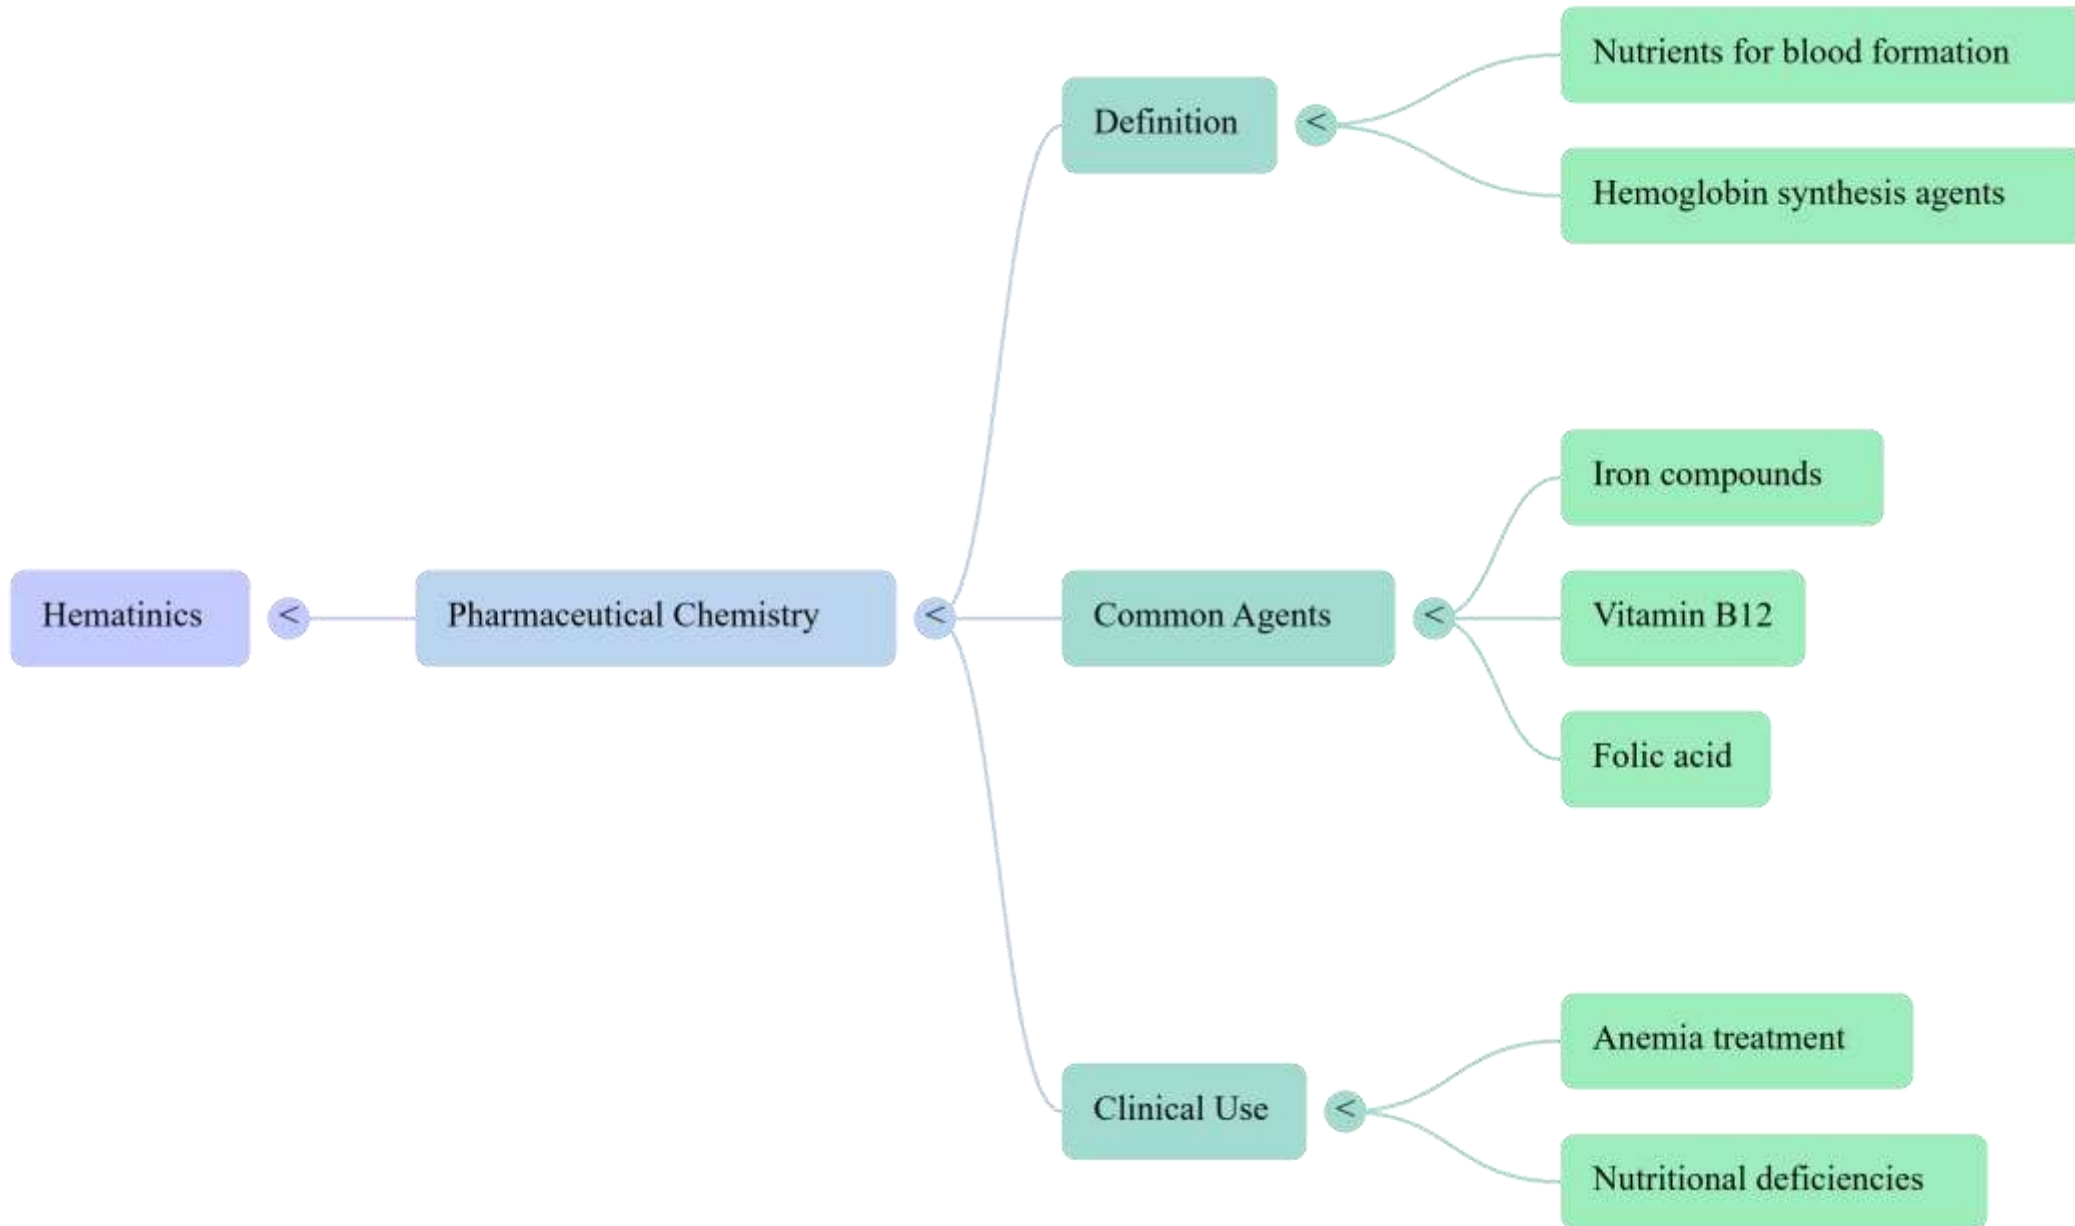 Hematinics
<
Pharmaceutical Chemistry
<
Definition
<
Nutrients for blood formation
Hemoglobin synthesis agents
Common Agents
<
Iron compounds
Vitamin B12
Folic acid
Clinical Use
<
Anemia treatment
Nutritional deficiencies